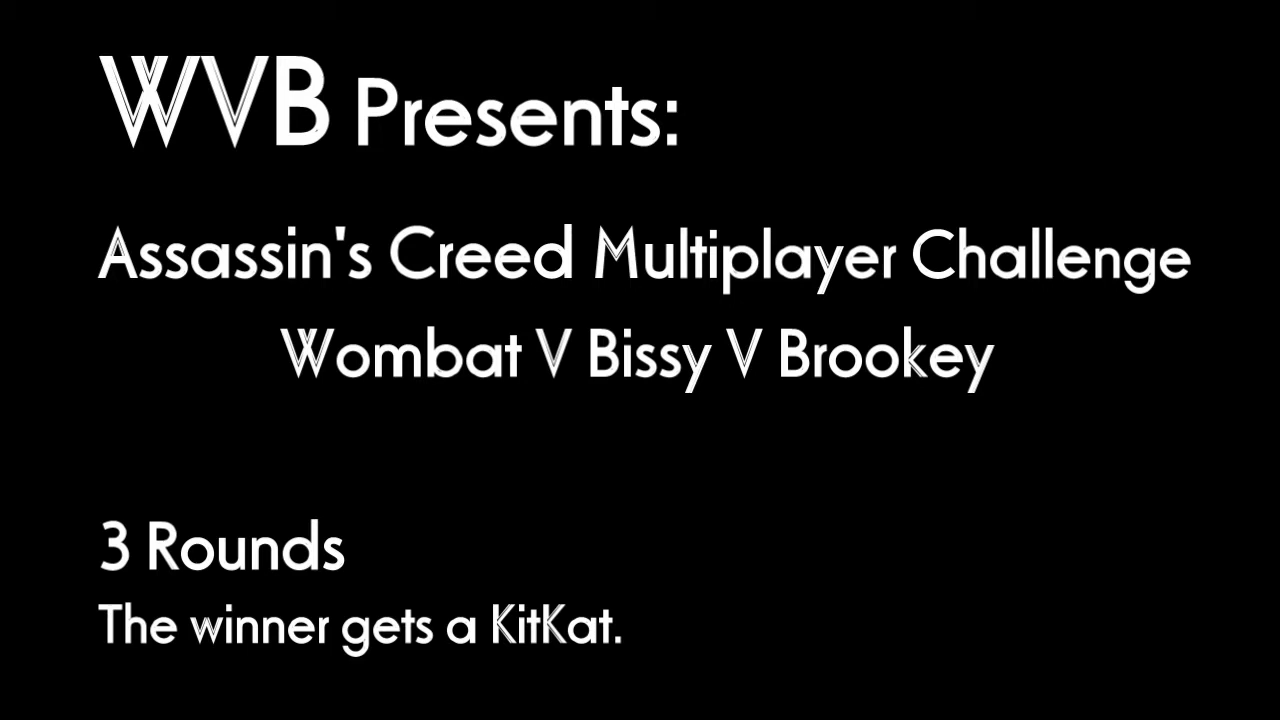 WVB Presents:
Assassin's Creed Multiplayer Challenge
Wombat V Bissy V Brookey
3 Rounds
The winner gets a KitKat.